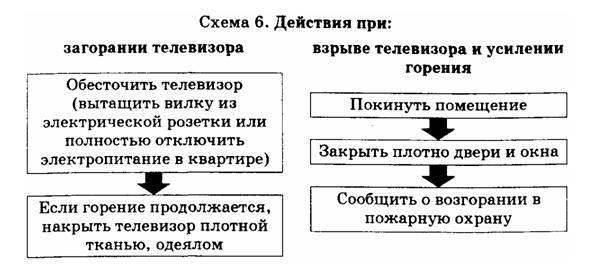 Схема 6. Действия при:
загорании телевизора
Обесточить телевизор
(вытащить вилку из
электрической розетки или
полностью отключить
электропитание в квартире)
Если горение продолжается,
накрыть телевизор плотной
тканью, одеялом
взрыве телевизора и усилении
горения
Покинуть помещение
Закрыть плотно двери и окна
Сообщить о возгорании в
пожарную охрану